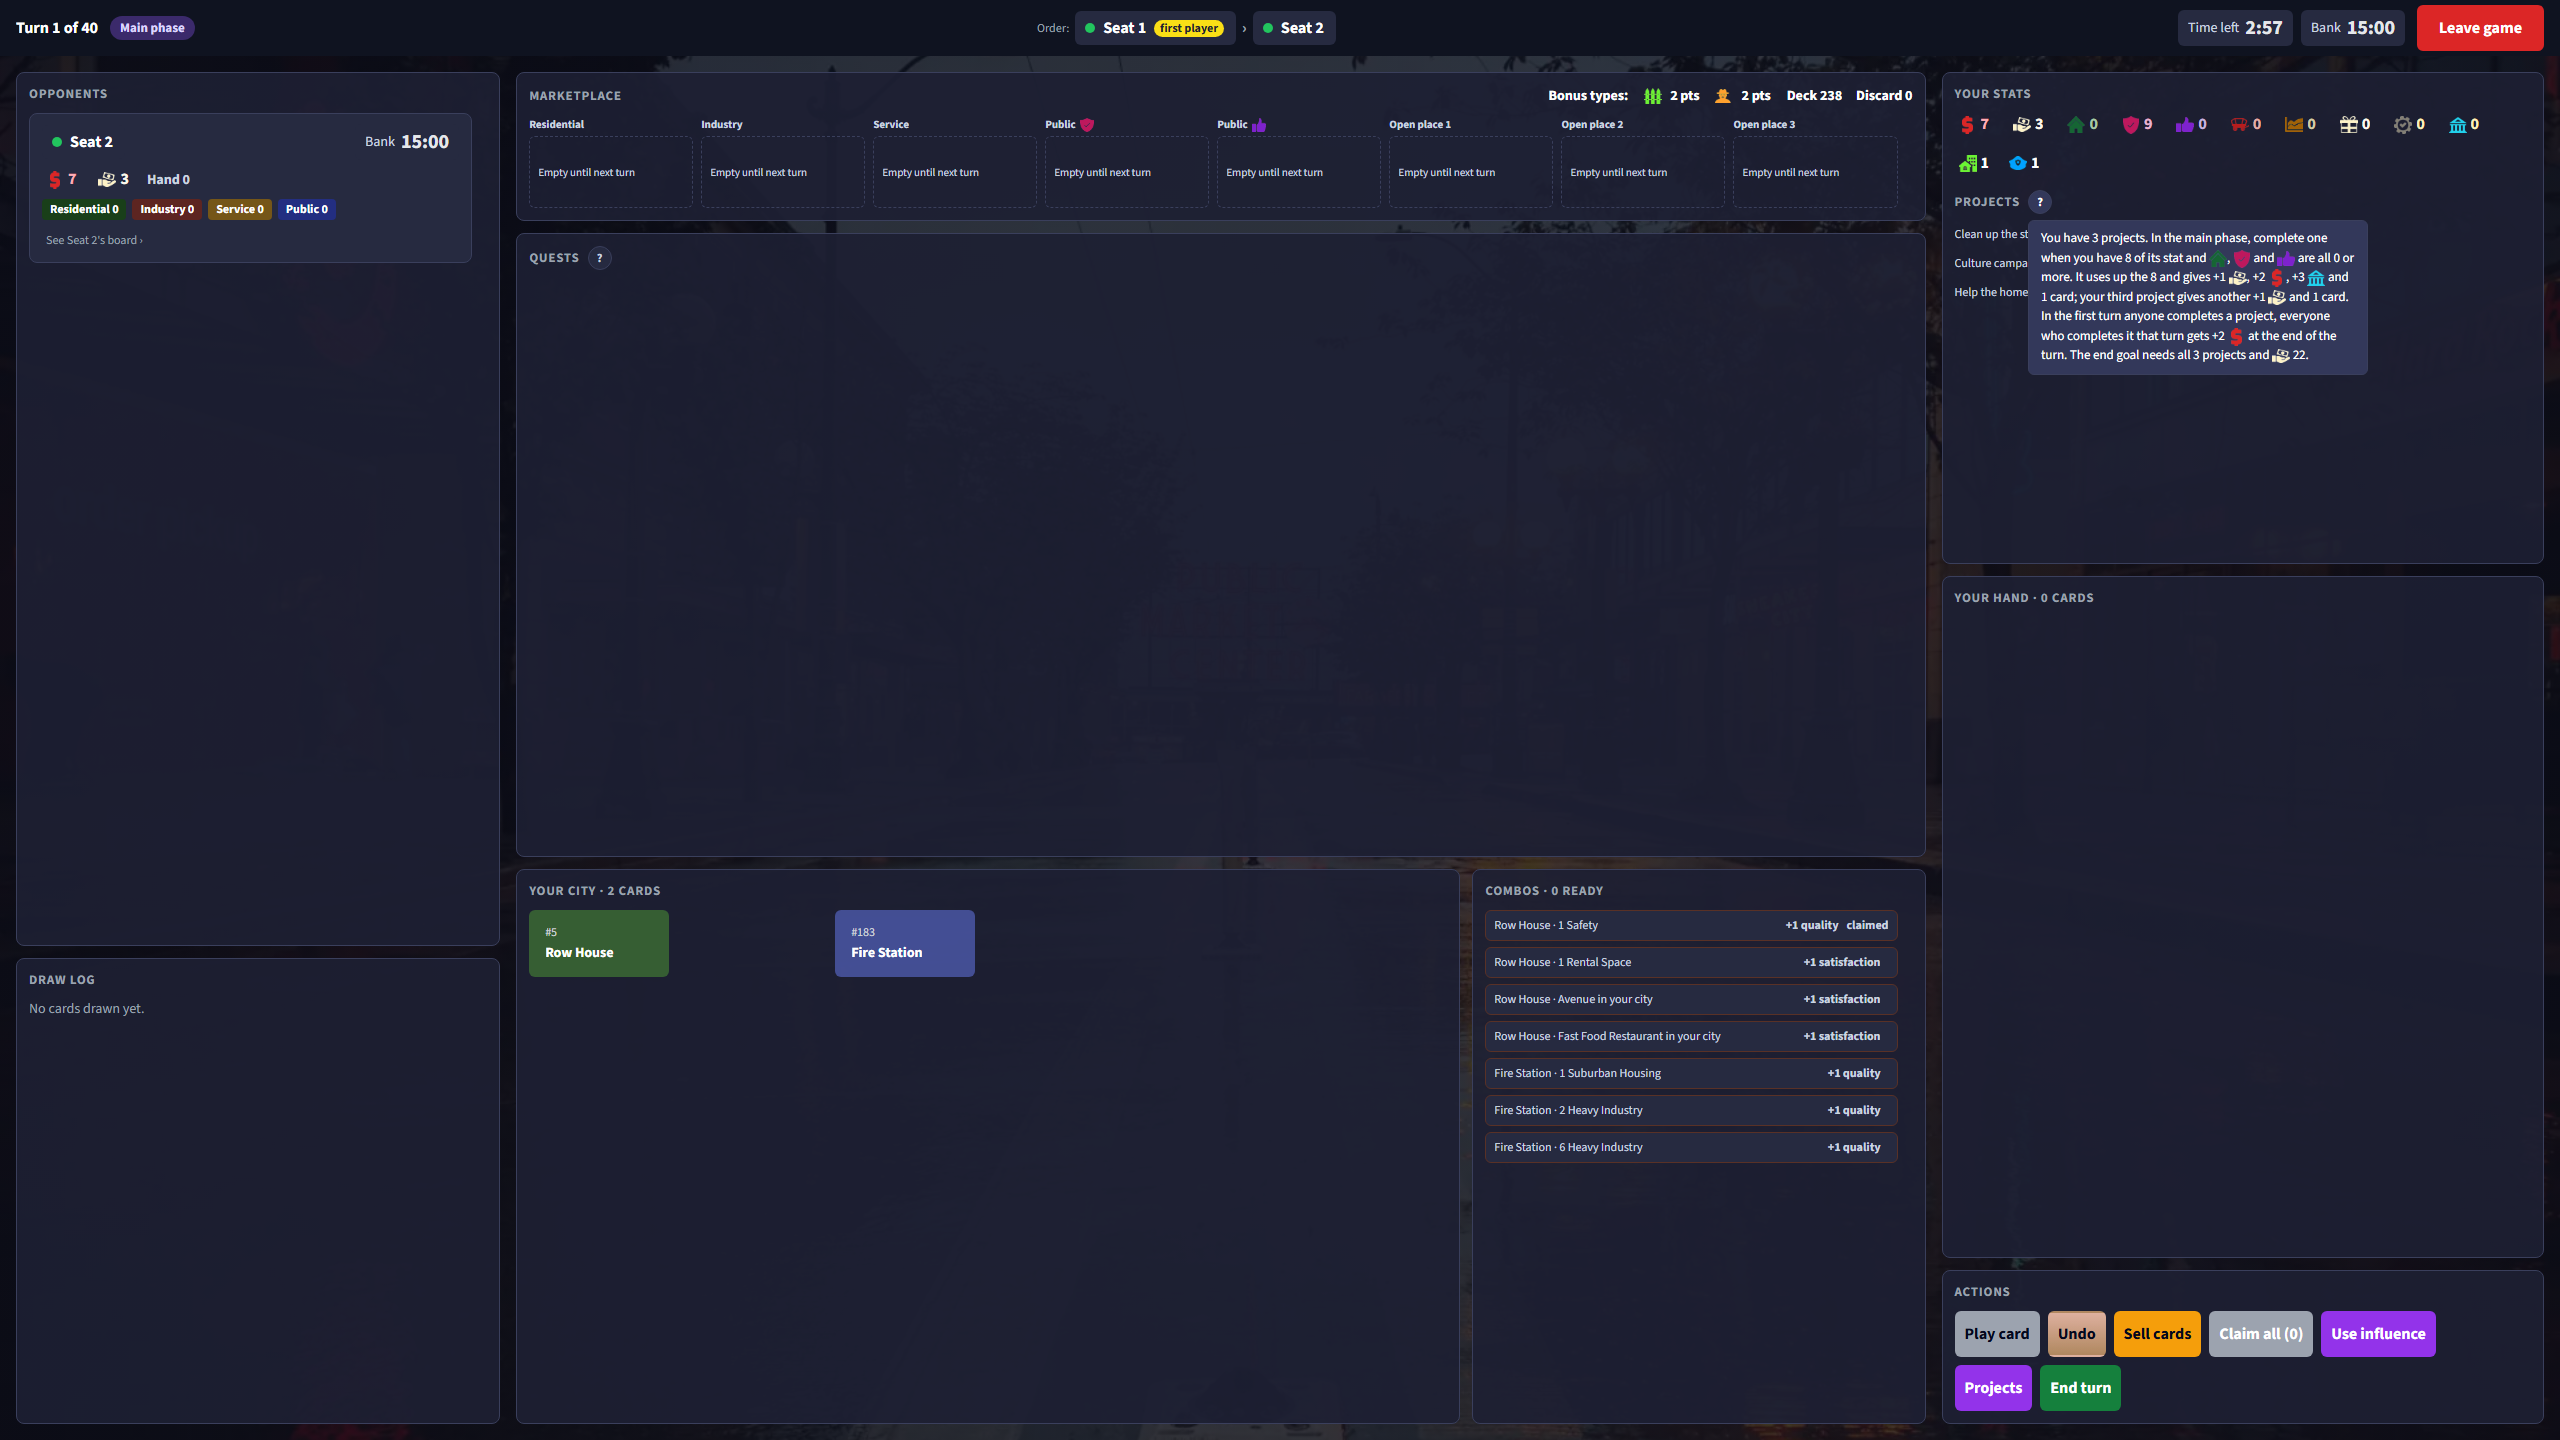 Turn 1 of 40 Main phase
Order: Seat 1 first player › Seat 2
Time left 2:57 Bank 15:00 Leave game
OPPONENTS
Seat 2 Bank 15:00
7 3 Hand 0
Residential 0 Industry 0 Service 0 Public 0
See Seat 2's board ›
DRAW LOG
No cards drawn yet.
MARKETPLACE
Bonus types: 2 pts 2 pts Deck 238 Discard 0
Residential Industry Service Public Public Open place 1 Open place 2 Open place 3
Empty until next turn Empty until next turn Empty until next turn Empty until next turn Empty until next turn Empty until next turn Empty until next turn Empty until next turn
QUESTS ?
YOUR CITY · 2 CARDS
#5
Row House
#183
Fire Station
COMBOS · 0 READY
Row House · 1 Safety +1 quality claimed
Row House · 1 Rental Space +1 satisfaction
Row House · Avenue in your city +1 satisfaction
Row House · Fast Food Restaurant in your city +1 satisfaction
Fire Station · 1 Suburban Housing +1 quality
Fire Station · 2 Heavy Industry +1 quality
Fire Station · 6 Heavy Industry +1 quality
YOUR STATS
7 3 0 9 0 0 0 0 0 0
1 1
PROJECTS ?
Clean up the st
Culture campa
Help the home
You have 3 projects. In the main phase, complete one
when you have 8 of its stat and , and are all 0 or
more. It uses up the 8 and gives +1 , +2 , +3 and
1 card; your third project gives another +1 and 1 card.
In the first turn anyone completes a project, everyone
who completes it that turn gets +2 at the end of the
turn. The end goal needs all 3 projects and 22.
YOUR HAND · 0 CARDS
ACTIONS
Play card Undo Sell cards Claim all (0) Use influence
Projects End turn